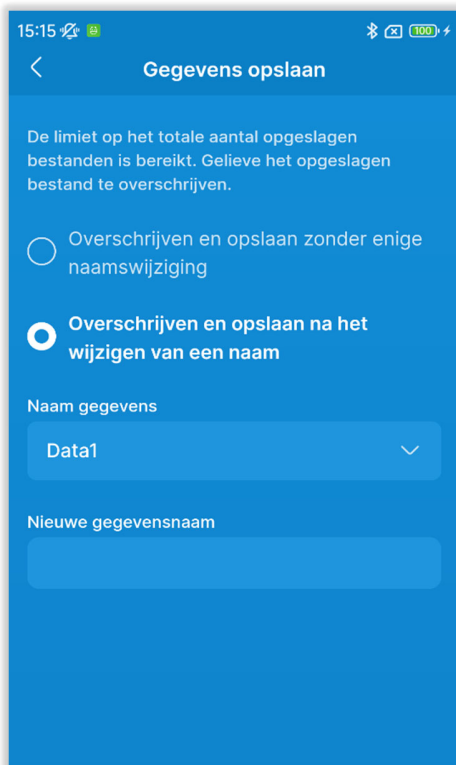 15:15
100
Gegevens opslaan
De limiet op het totale aantal opgeslagen
bestanden is bereikt. Gelieve het opgeslagen
bestand te overschrijven.
Overschrijven en opslaan zonder enige
naamswijziging
Overschrijven en opslaan na het
wijzigen van een naam
Naam gegevens
Data1
Nieuwe gegevensnaam